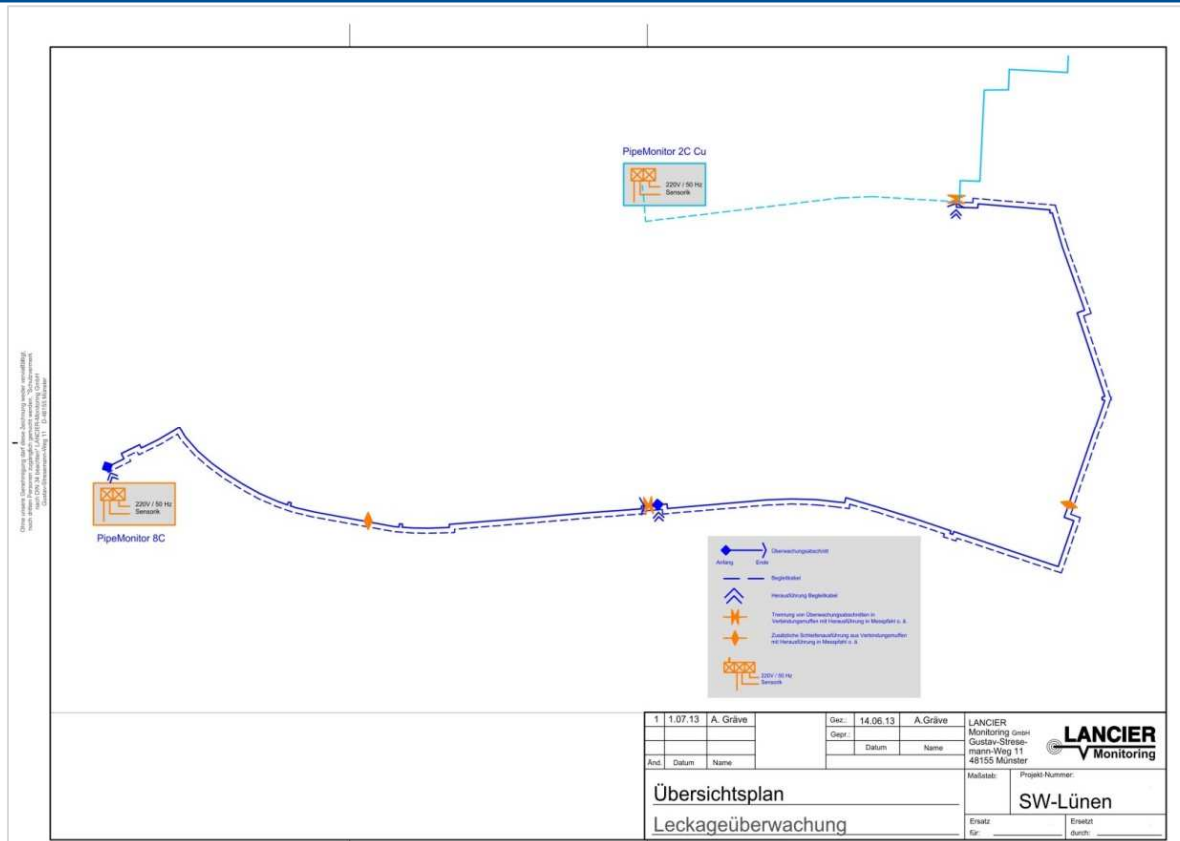 PipeMonitor 2C Cu
220V / 50 Hz
Sensorik
220V / 50 Hz
Sensorik
PipeMonitor 8C
Überwachungsabschnitt
Anfang Ende
Begleitkabel
Herausführung Begleitkabel
Trennung von Überwachungsabschnitten in
Verbindungsmuffen mit Herausführung in Messpfahl o. ä.
Zusätzliche Schleifenausführung aus Verbindungsmuffen
mit Herausführung in Messpfahl o. ä
220V / 50 Hz
Sensorik
1 1.07.13 A. Gräve
Änd. Datum Name
Gez.: 14.06.13 A.Gräve
Gepr.:
Datum Name
LANCIER
Monitoring GmbH
Gustav-Strese-
mann-Weg 11
48155 Münster
LANCIER
Monitoring
Maßstab: Projekt-Nummer:
SW-Lünen
Übersichtsplan
Leckageüberwachung
Ersatz
für:
Ersetzt
durch: